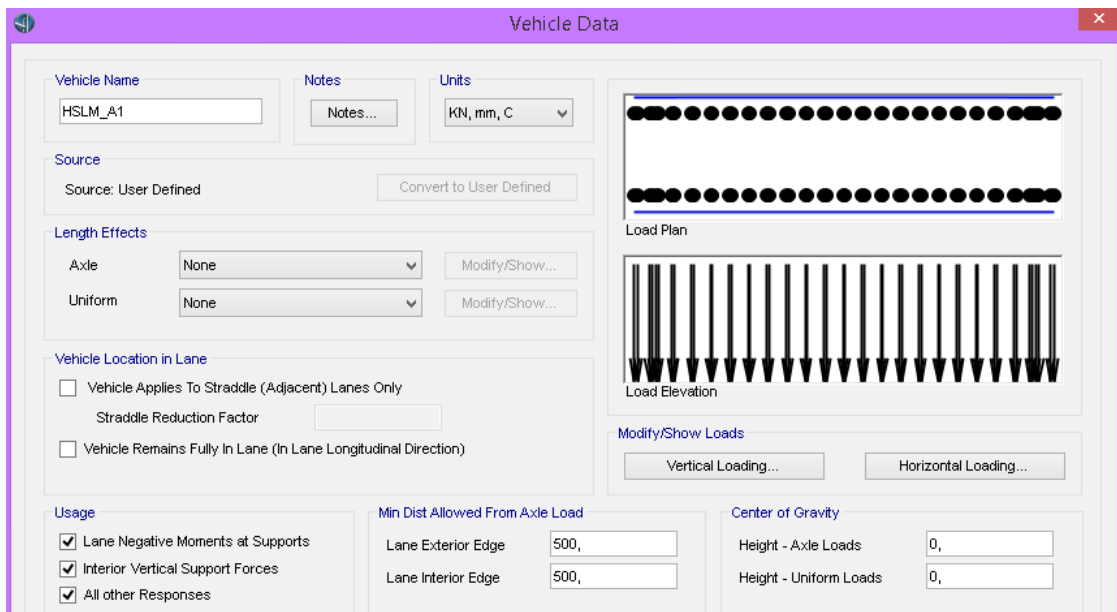 Vehicle Data
Vehicle Name
HSLM_A1
Notes
Notes...
Units
KN, mm, C
Source
Source: User Defined
Convert to User Defined
Length Effects
Axle
None
Modify/Show...
Uniform
None
Modify/Show...
Load Plan
Load Elevation
Vehicle Location in Lane
Vehicle Applies To Straddle (Adjacent) Lanes Only
Straddle Reduction Factor
Vehicle Remains Fully In Lane (In Lane Longitudinal Direction)
Modify/Show Loads
Vertical Loading...
Horizontal Loading...
Usage
Lane Negative Moments at Supports
Interior Vertical Support Forces
All other Responses
Min Dist Allowed From Axle Load
Lane Exterior Edge
500,
Lane Interior Edge
500,
Center of Gravity
Height - Axle Loads
0,
Height - Uniform Loads
0,